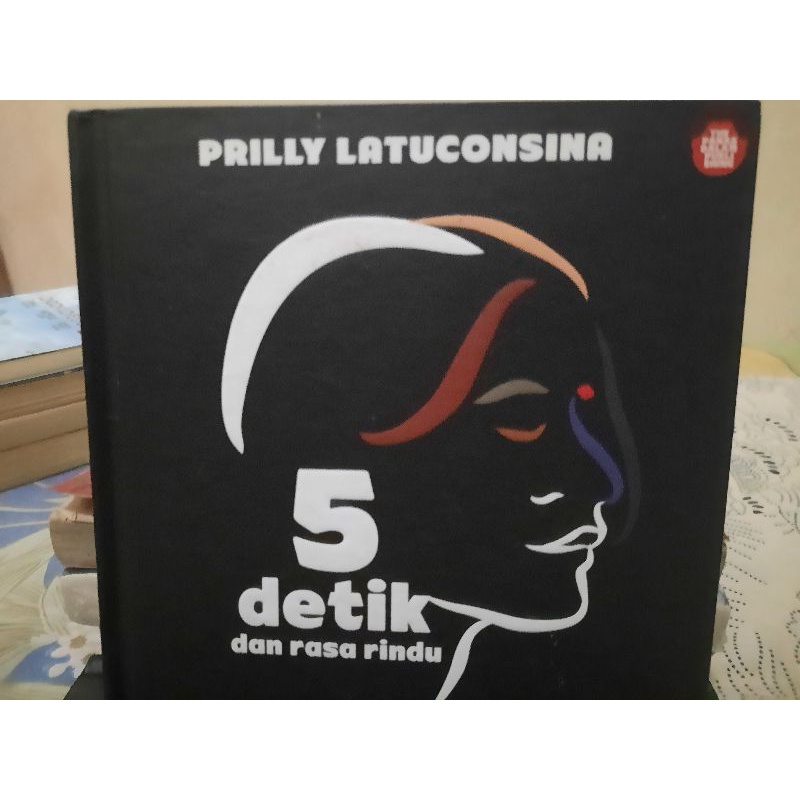 PRILLY LATUCONSINA
5
detik
dan rasa rindu